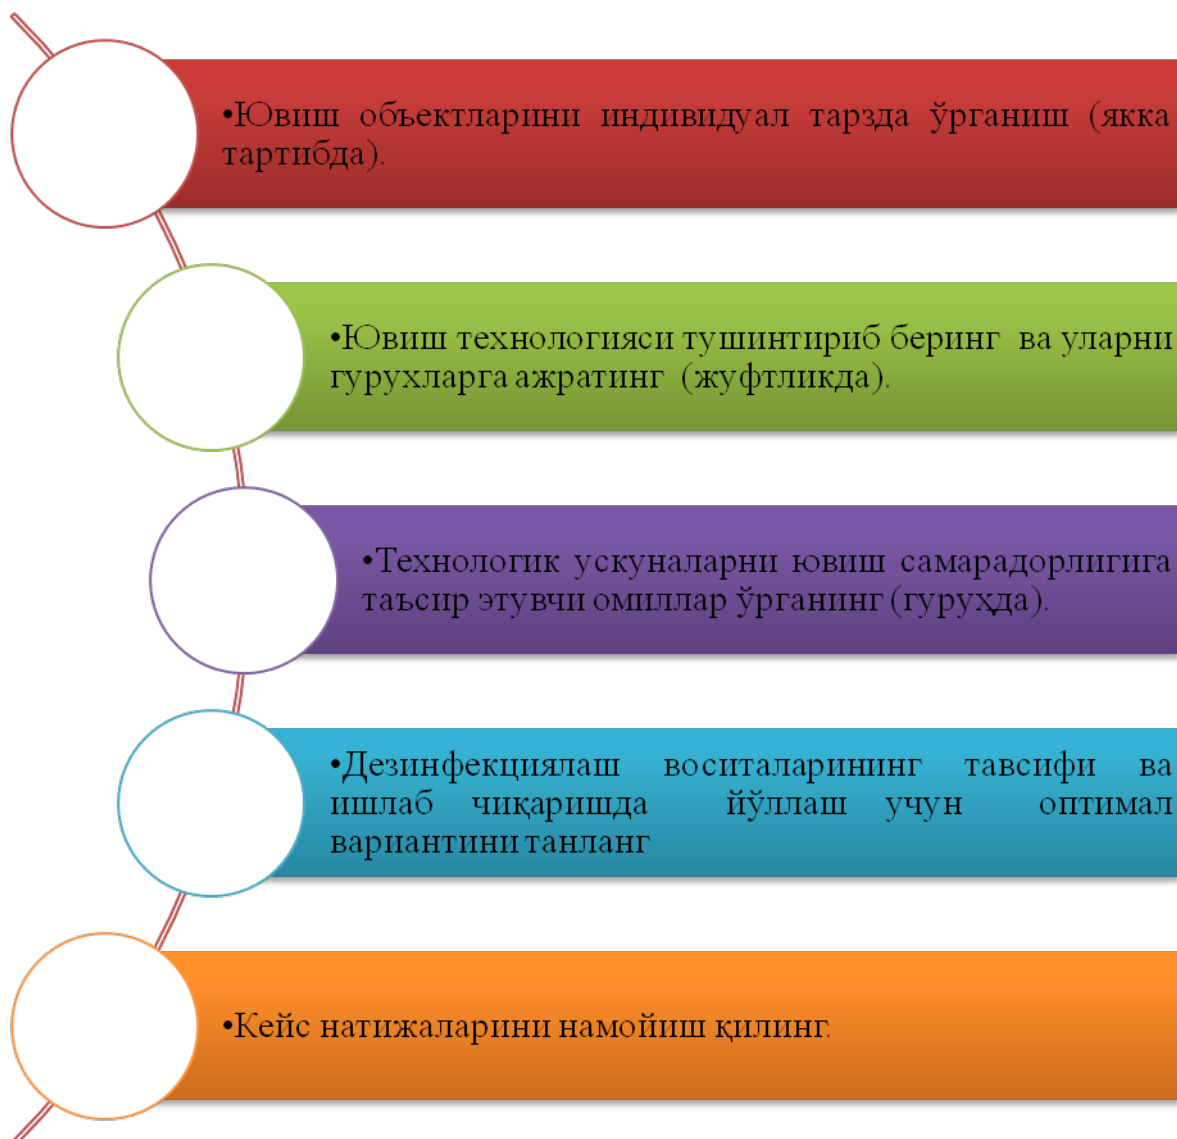 •Ювиш объектларини индивидуал тарзда ўрганиш (якка
тартибда).
•Ювиш технологияси тушинтириб беринг ва уларни
гурухларга ажратинг (жуфтликда).
•Технологик ускуналарни ювиш самарадорлигига
таъсир этувчи омиллар ўрганинг (гуруҳда).
•Дезинфекциялаш воситаларининг тавсифи ва
ишлаб чиқаришда йўллаш учун оптимал
вариантини танланг
•Кейс натижаларини намойиш қилинг.